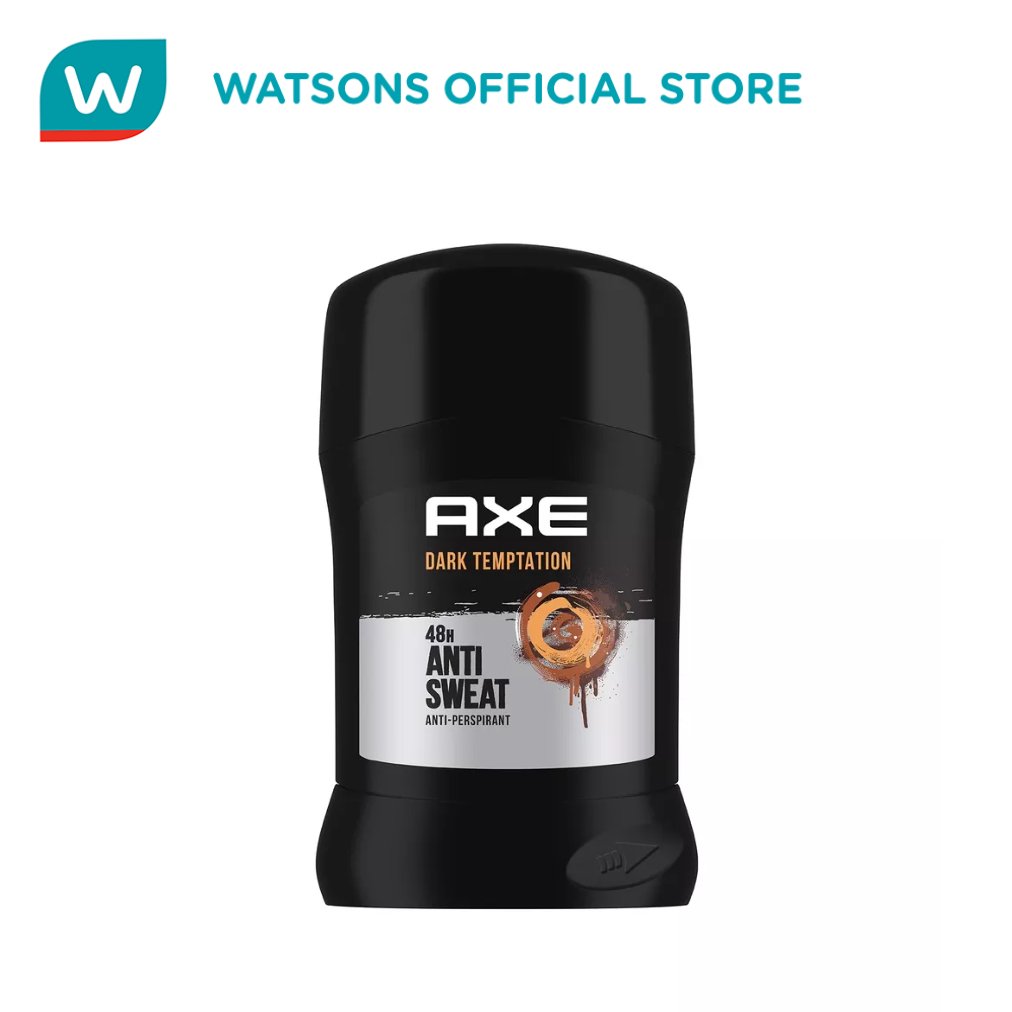 W
WATSONS OFFICIAL STORE
AXE
DARK TEMPTATION
48H
ANTI
SWEAT
ANTI-PERSPIRANT